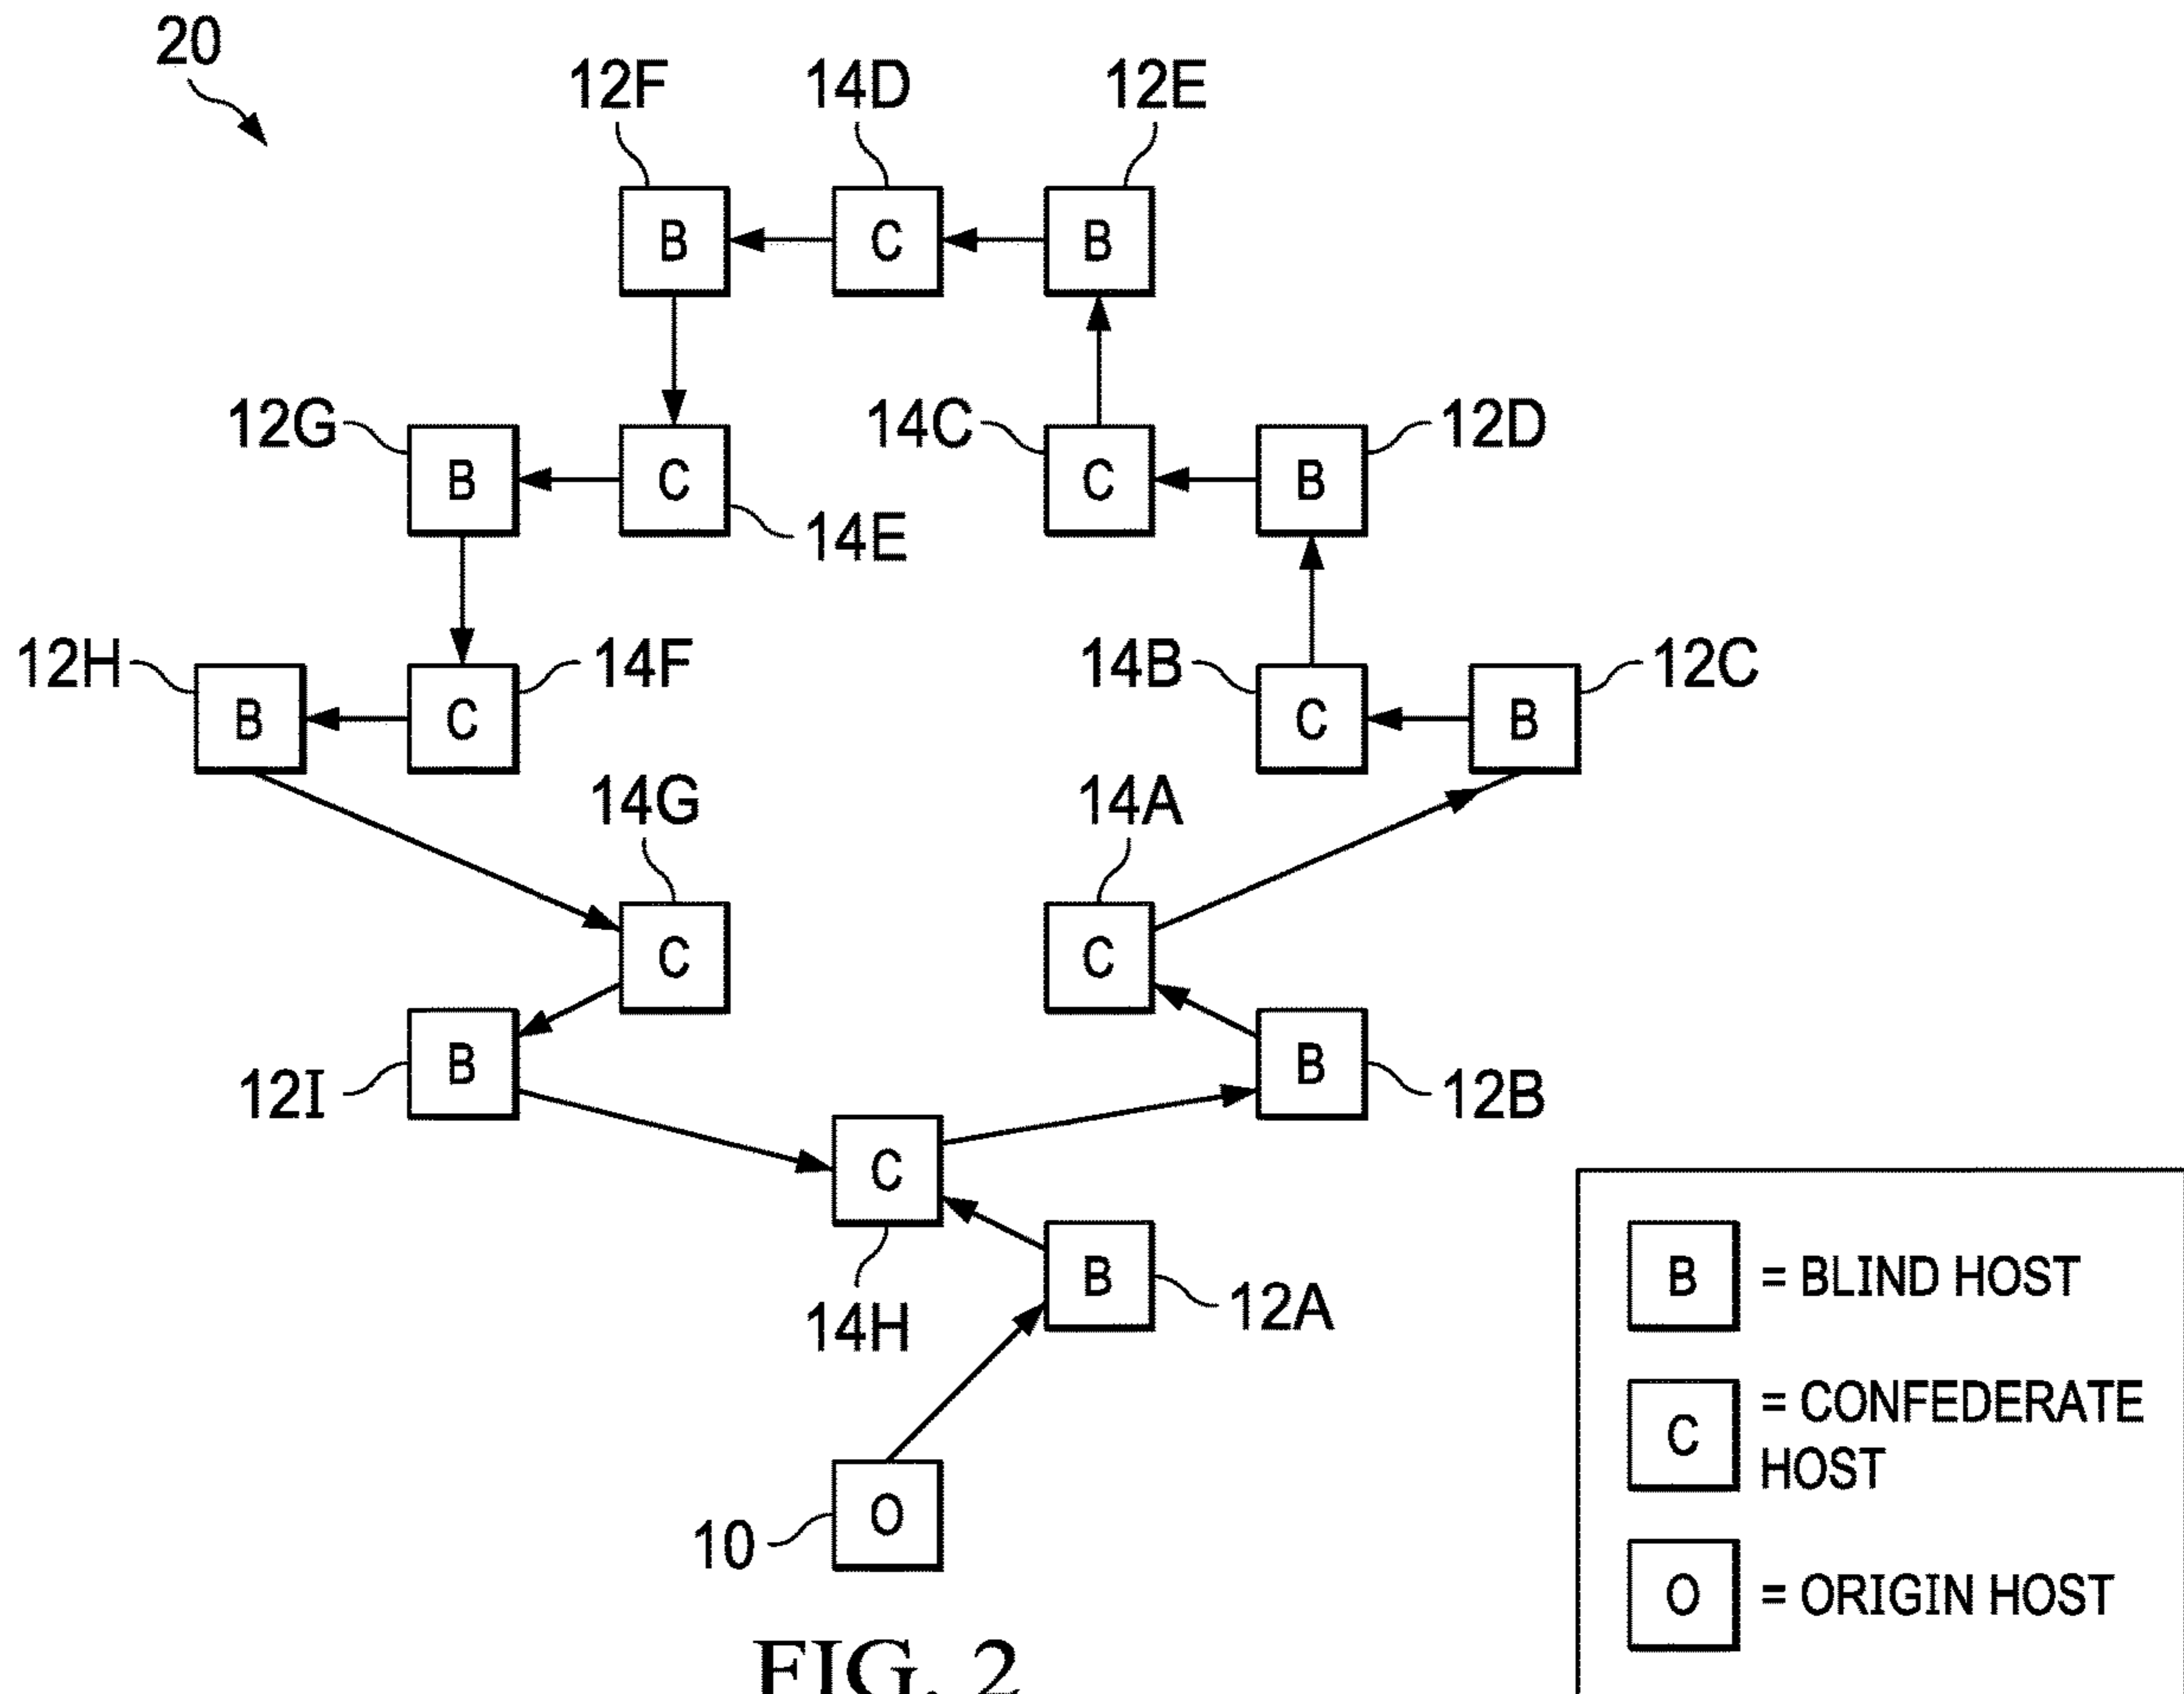 20
12F
14D
12E
B
C
B
12G
14C
12D
B
C
C
B
14E
12H
14F
14B
12C
B
C
C
B
14G
14A
C
C
B
B
12I
12B
C
B
14H
12A
10
O
FIG. 2
B = BLIND HOST
C = CONFEDERATE
HOST
O = ORIGIN HOST